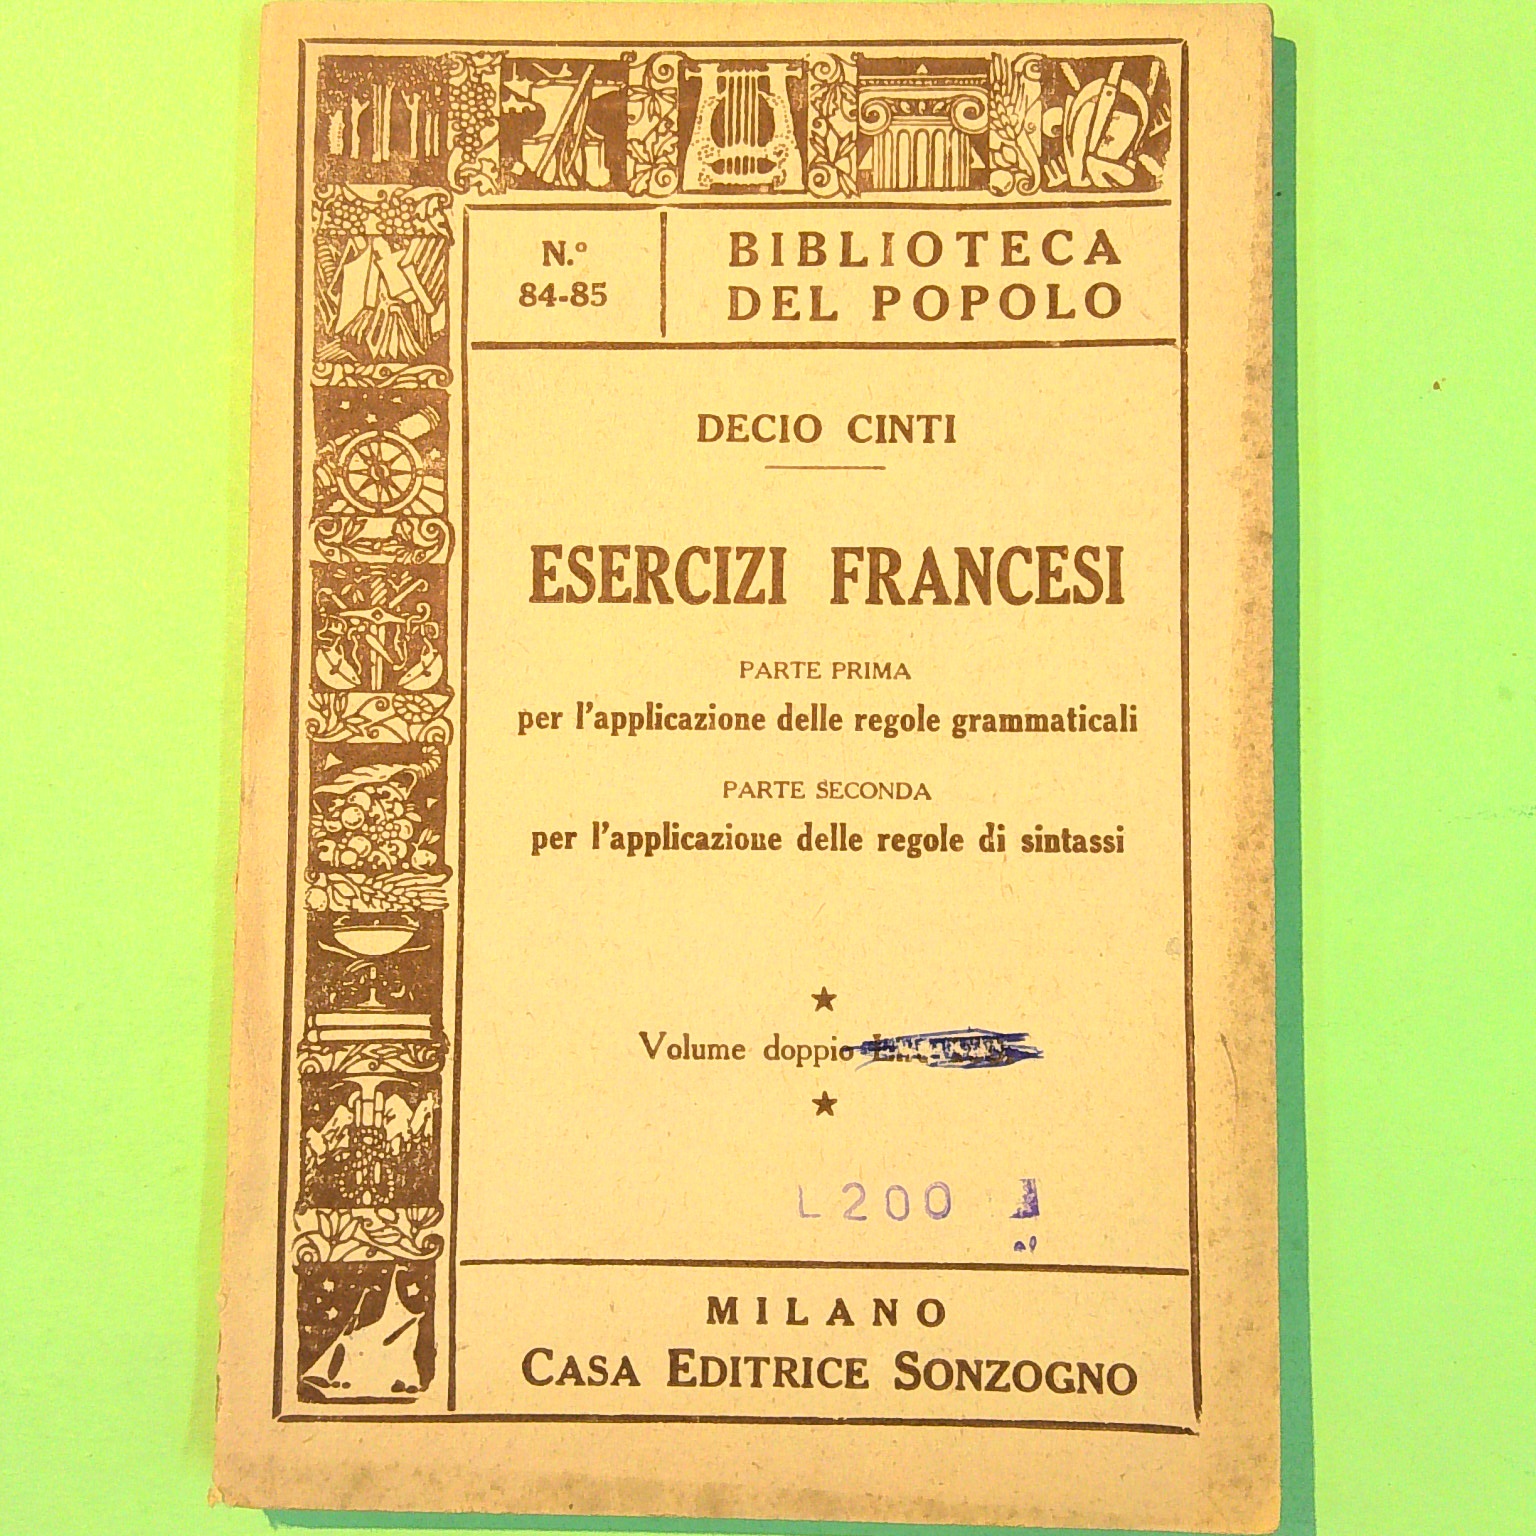 N.º
84-85
BIBLIOTECA
DEL POPOLO
DECIO CINTI
ESERCIZI FRANCESI
PARTE PRIMA
per l'applicazione delle regole grammaticali
PARTE SECONDA
per l'applicazione delle regole di sintassi
Volume doppio
L 200
MILANO
CASA EDITRICE SONZOGNO